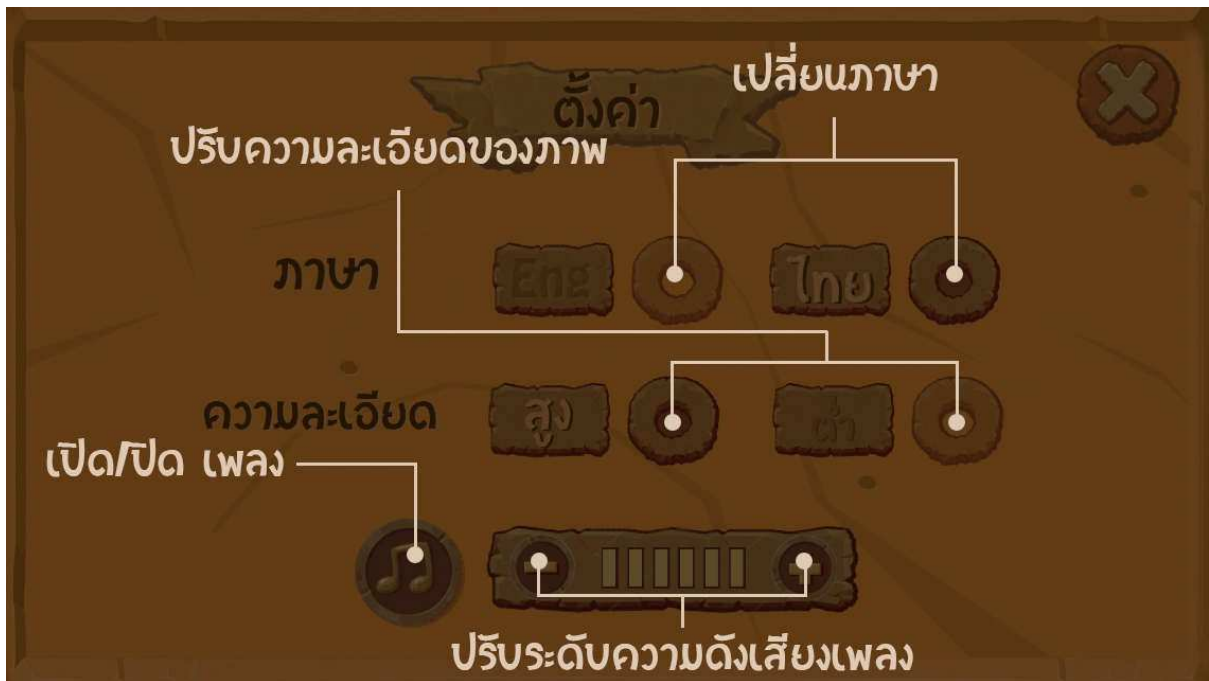 เปลี่ยนภาษา
ตั้งค่า
ปรับความละเอียดของภาพ
ภาษา Eng ไทย
ความละเอียด สูง ต่ำ
เปิด/ปิด เพลง
ปรับระดับความดังเสียงเพลง